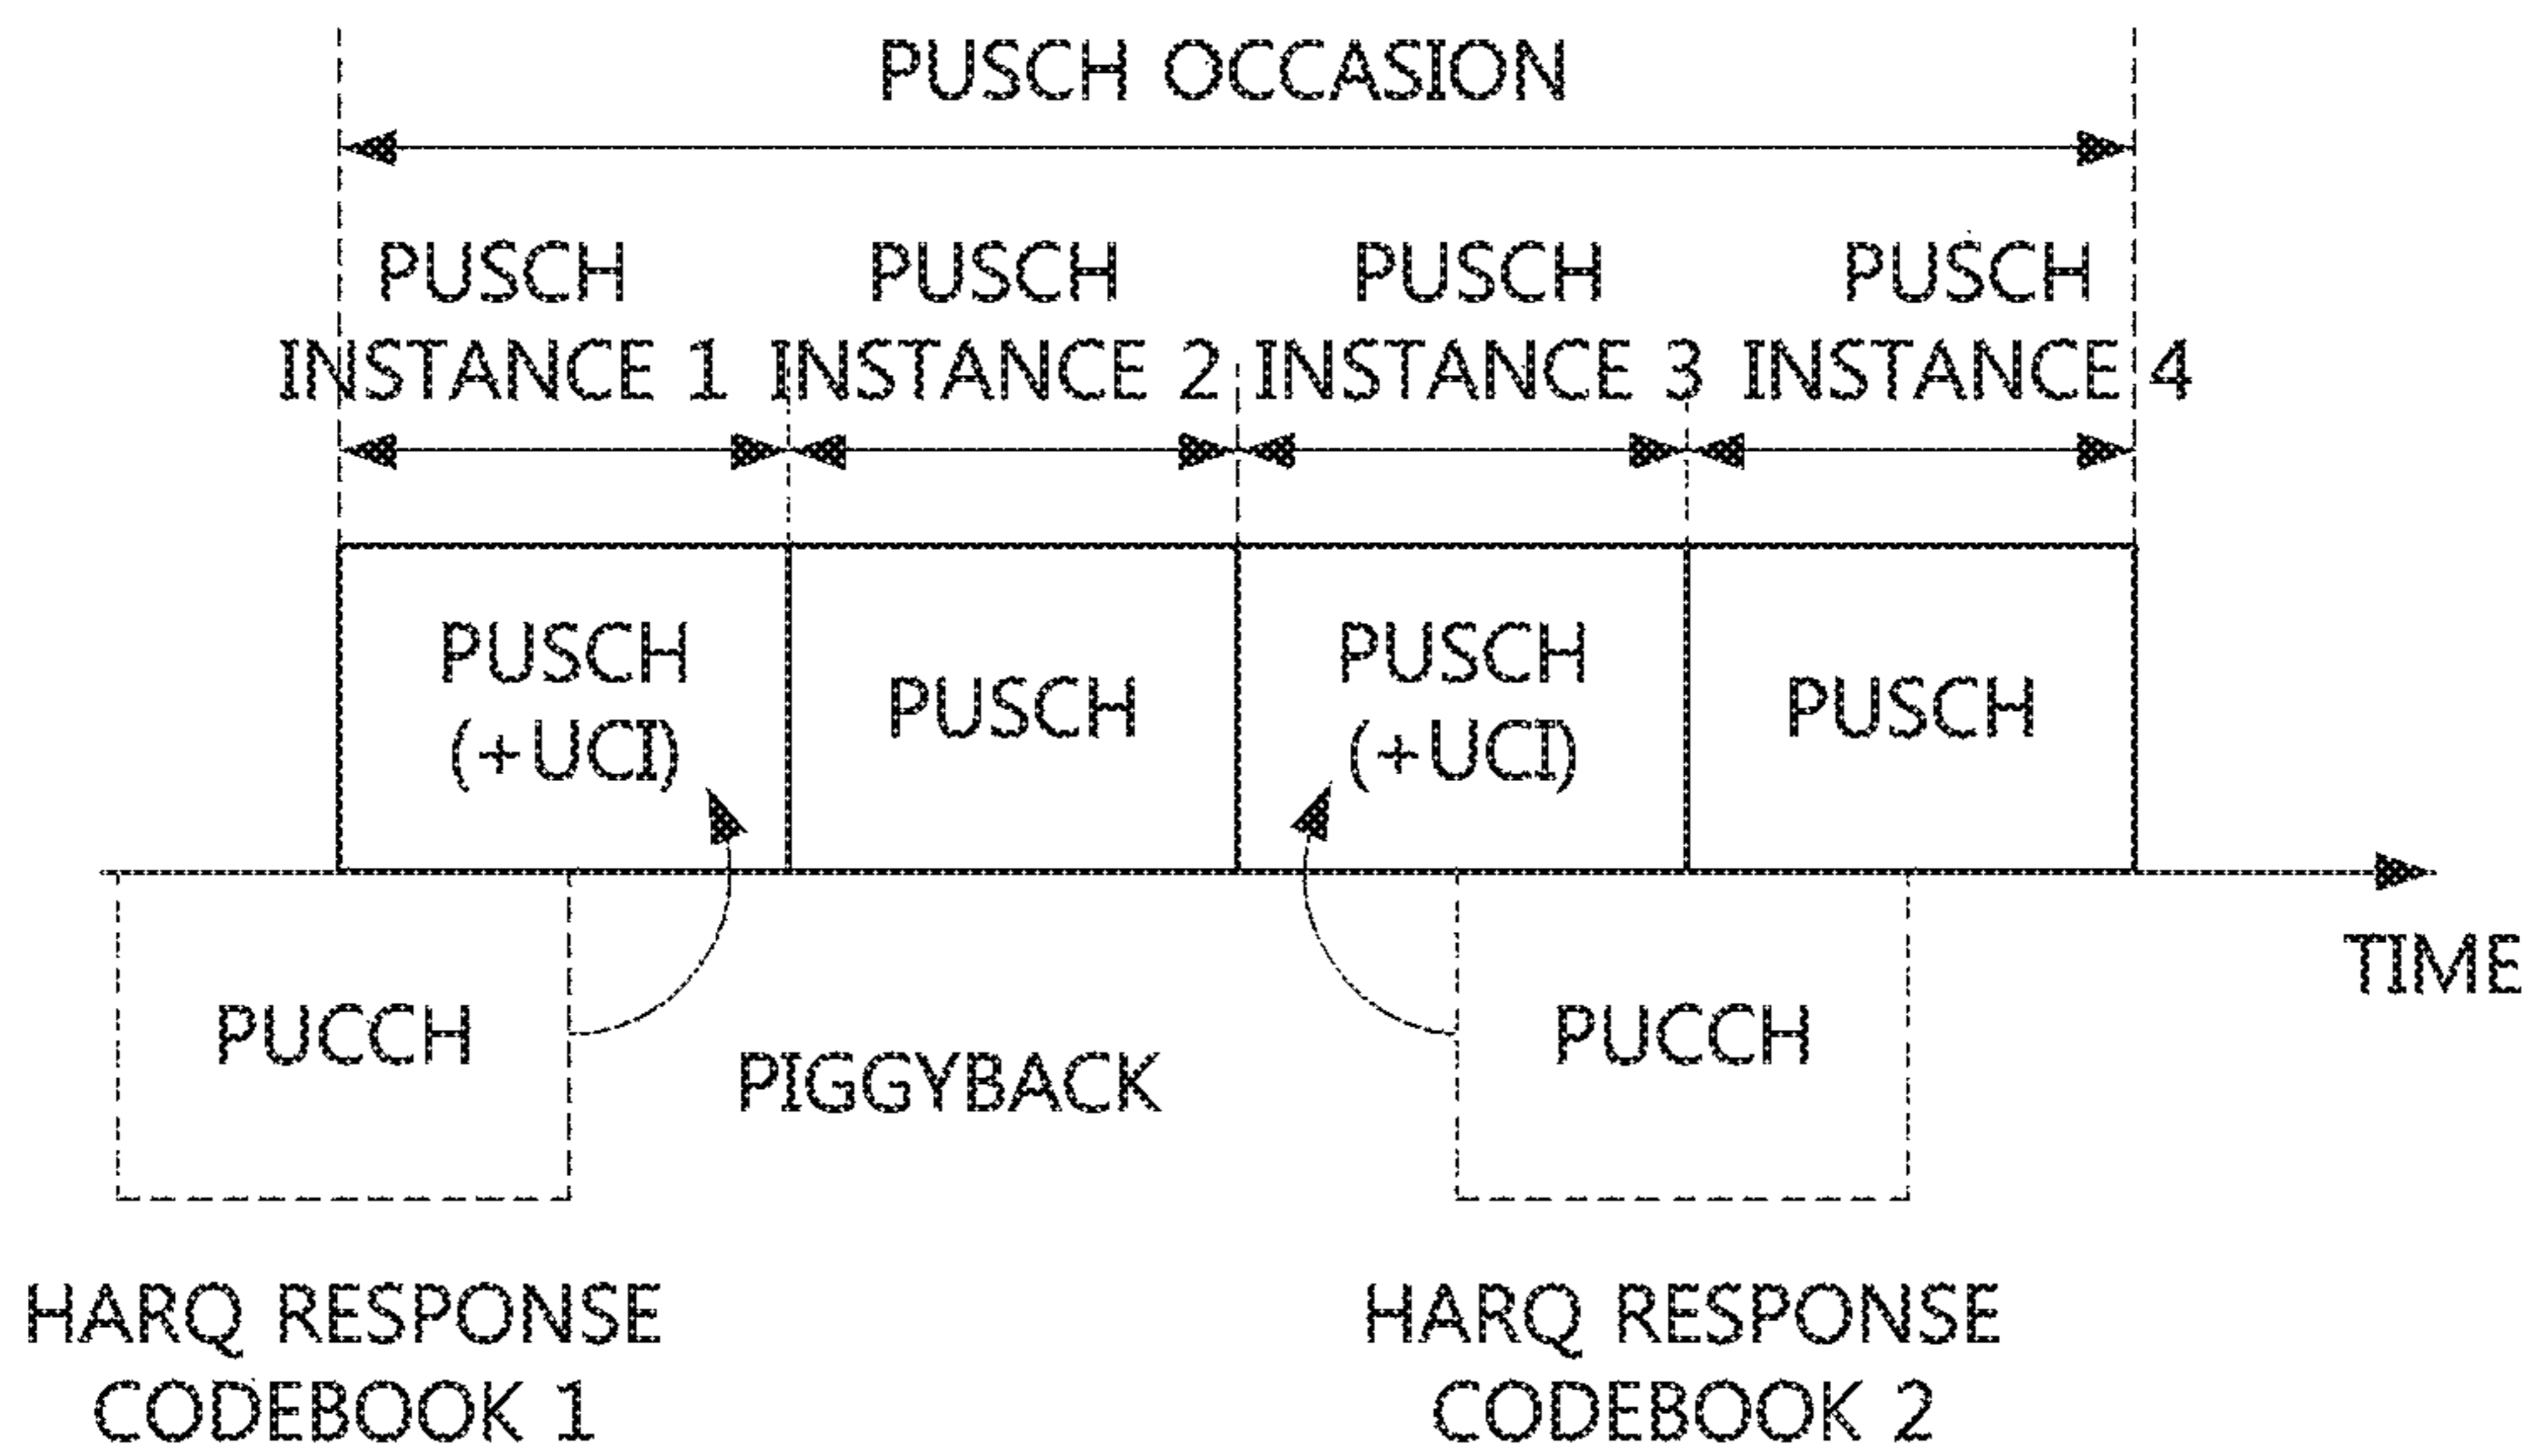 PUSCH OCCASION
PUSCH PUSCH PUSCH PUSCH
INSTANCE 1 INSTANCE 2 INSTANCE 3 INSTANCE 4
PUSCH
(+UCI)
PUSCH
PUSCH
(+UCI)
PUSCH
TIME
PUCCH
PIGGYBACK
PUCCH
HARQ RESPONSE
CODEBOOK 1
HARQ RESPONSE
CODEBOOK 2